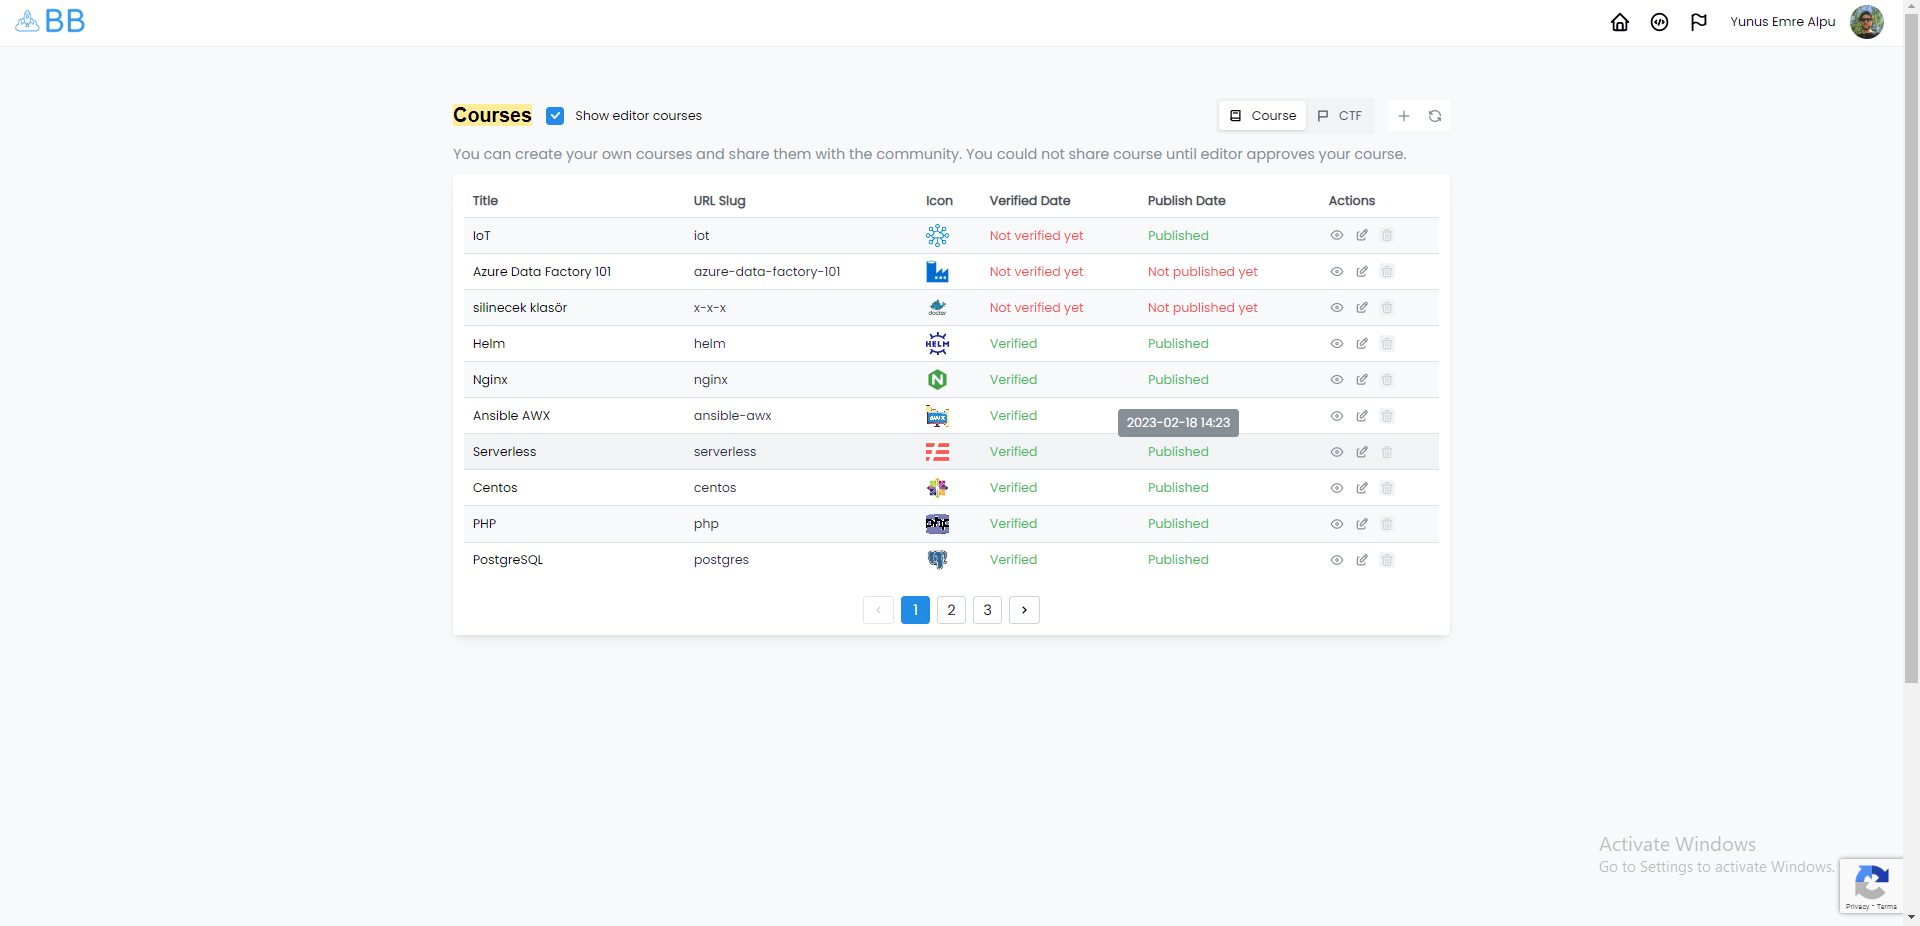 BB
Yunus Emre Alpu
Courses Show editor courses Course CTF
You can create your own courses and share them with the community. You could not share course until editor approves your course.
Title URL Slug Icon Verified Date Publish Date Actions
IoT iot Not verified yet Published
Azure Data Factory 101 azure-data-factory-101 Not verified yet Not published yet
silinecek klasör x-x-x docker Not verified yet Not published yet
Helm helm HELM Verified Published
Nginx nginx N Verified Published
Ansible AWX ansible-awx AWX Verified
2023-02-18 14:23
Serverless serverless Verified Published
Centos centos Verified Published
PHP php php Verified Published
PostgreSQL postgres Verified Published
1 2 3
Activate Windows
Go to Settings to activate Windows.
Privacy - Terms